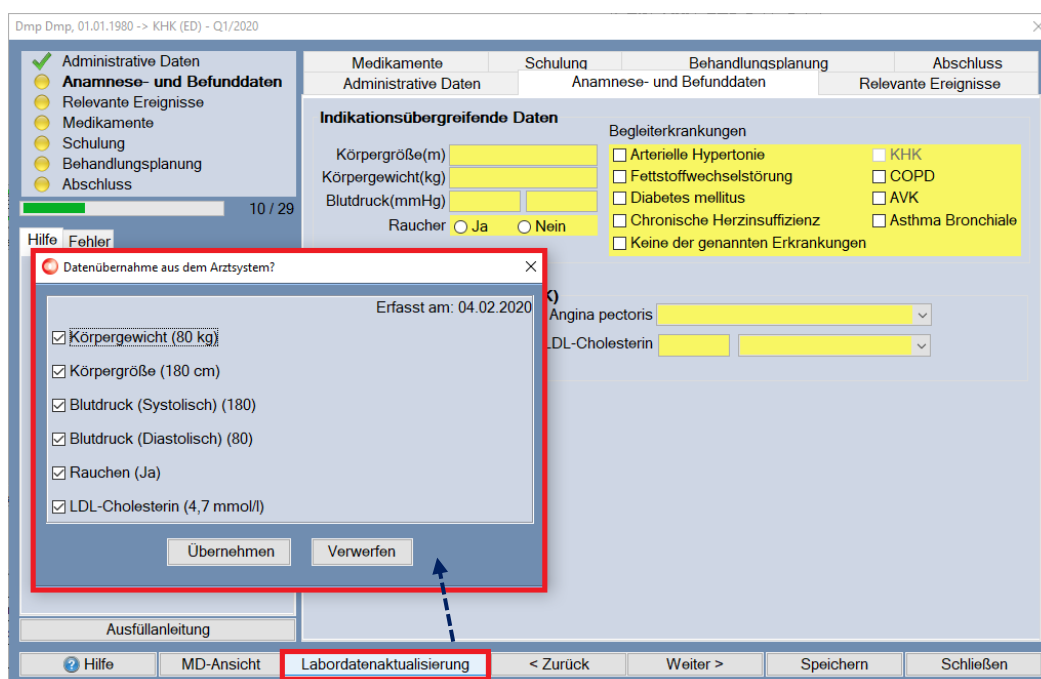 Dmp Dmp, 01.01.1980 -> KHK (ED) - Q1/2020
Administrative Daten
Anamnese- und Befunddaten
Relevante Ereignisse
Medikamente
Schulung
Behandlungsplanung
Abschluss
10 / 29
Hilfe Fehler
Medikamente Schulung Behandlungsplanung Abschluss
Administrative Daten Anamnese- und Befunddaten Relevante Ereignisse
Indikationsübergreifende Daten
Körpergröße(m)
Körpergewicht(kg)
Blutdruck(mmHg)
Raucher Ja Nein
Begleiterkrankungen
Arterielle Hypertonie KHK
Fettstoffwechselstörung COPD
Diabetes mellitus AVK
Chronische Herzinsuffizienz Asthma Bronchiale
Keine der genannten Erkrankungen
Angina pectoris
LDL-Cholesterin
Datenübernahme aus dem Arztsystem?
Erfasst am: 04.02.2020
Körpergewicht (80 kg)
Körpergröße (180 cm)
Blutdruck (Systolisch) (180)
Blutdruck (Diastolisch) (80)
Rauchen (Ja)
LDL-Cholesterin (4,7 mmol/l)
Übernehmen Verwerfen
Ausfüllanleitung
Hilfe MD-Ansicht Labordatenaktualisierung < Zurück Weiter > Speichern Schließen